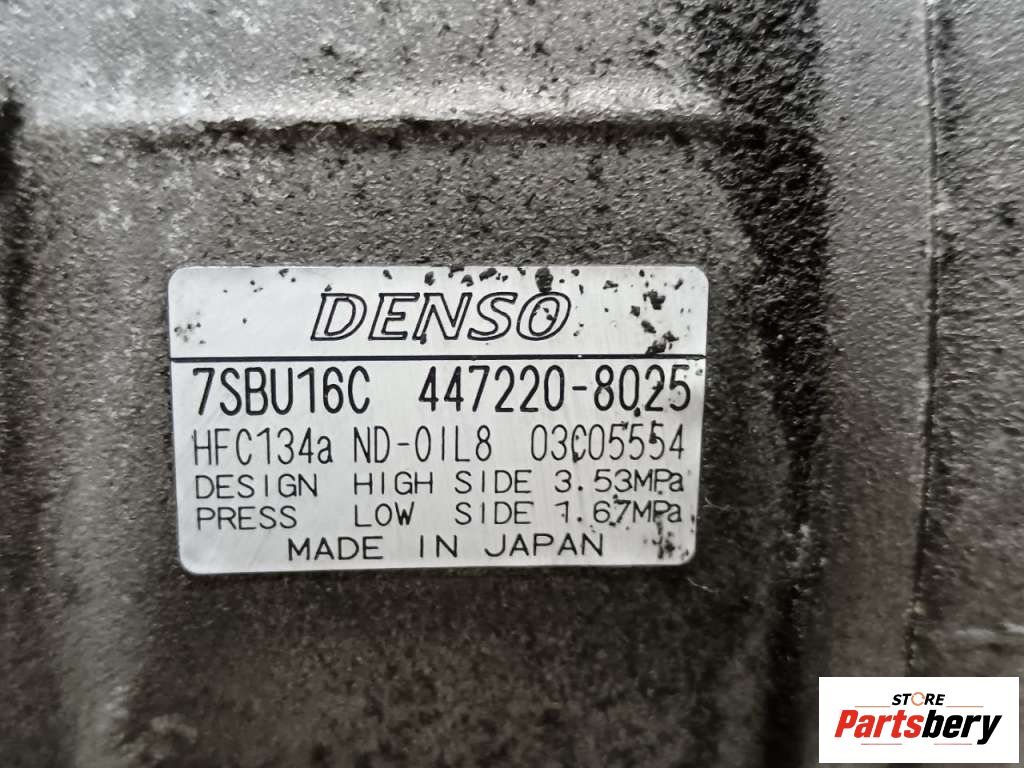 DENSO
7SBU16C 447220-8025
HFC134a ND-OIL8 03C05554
DESIGN HIGH SIDE 3.53MPa
PRESS LOW SIDE 1.67MPa
MADE IN JAPAN
STORE
Partsbery